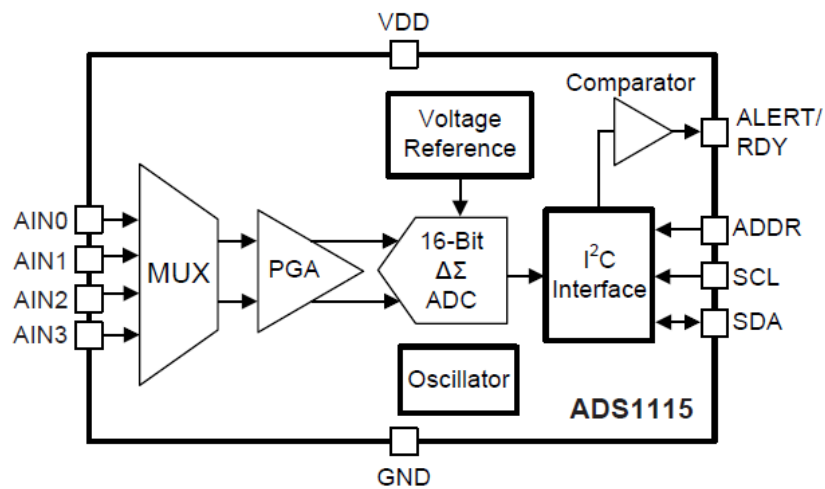 VDD
Comparator
ALERT/
RDY
Voltage
Reference
AIN0
AIN1
AIN2
AIN3
MUX
PGA
16-Bit
ΔΣ
ADC
I²C
Interface
ADDR
SCL
SDA
Oscillator
ADS1115
GND